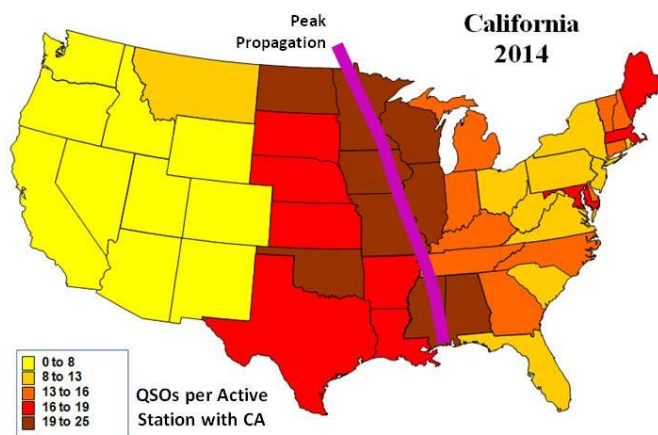 Peak
Propagation
California
2014
0 to 8
8 to 13
13 to 16
16 to 19
19 to 25
QSOs per Active
Station with CA